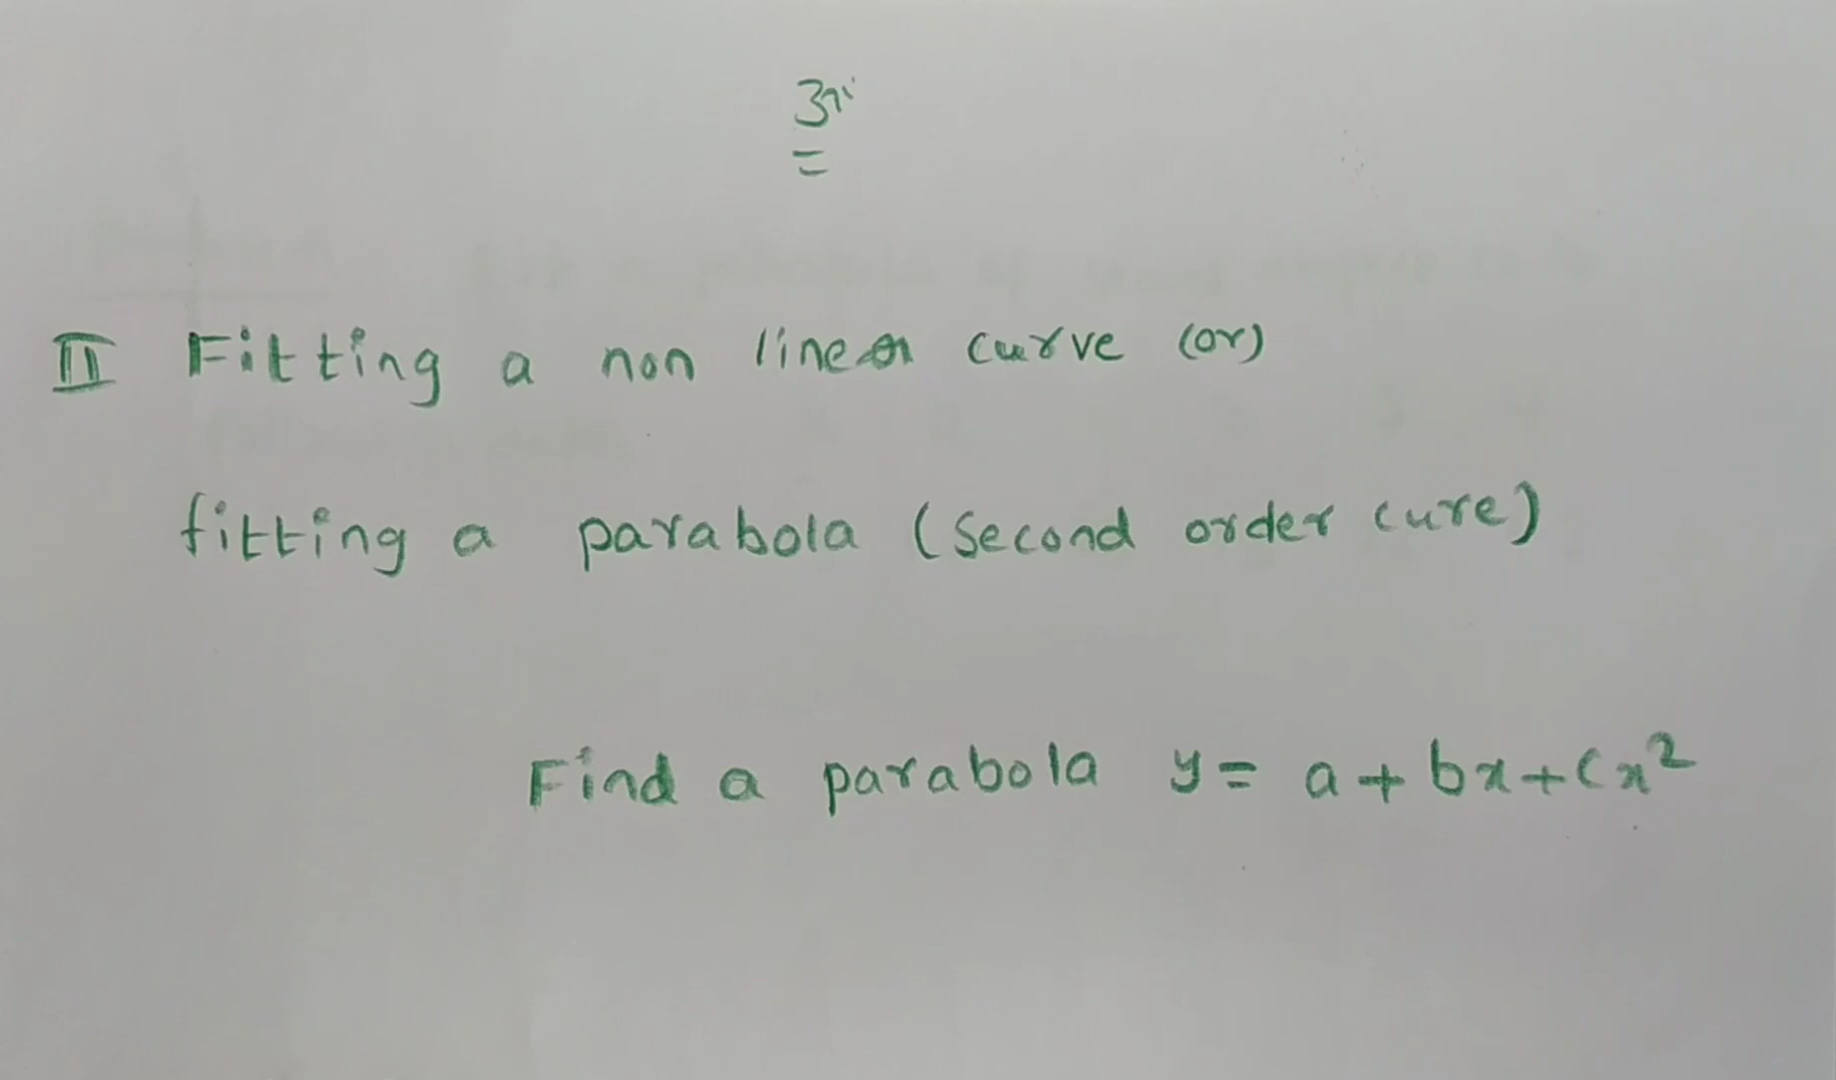 II Fitting a non linear curve (or)
fitting a parabola (Second order cure)
Find a parabola y = a + bx + cx²